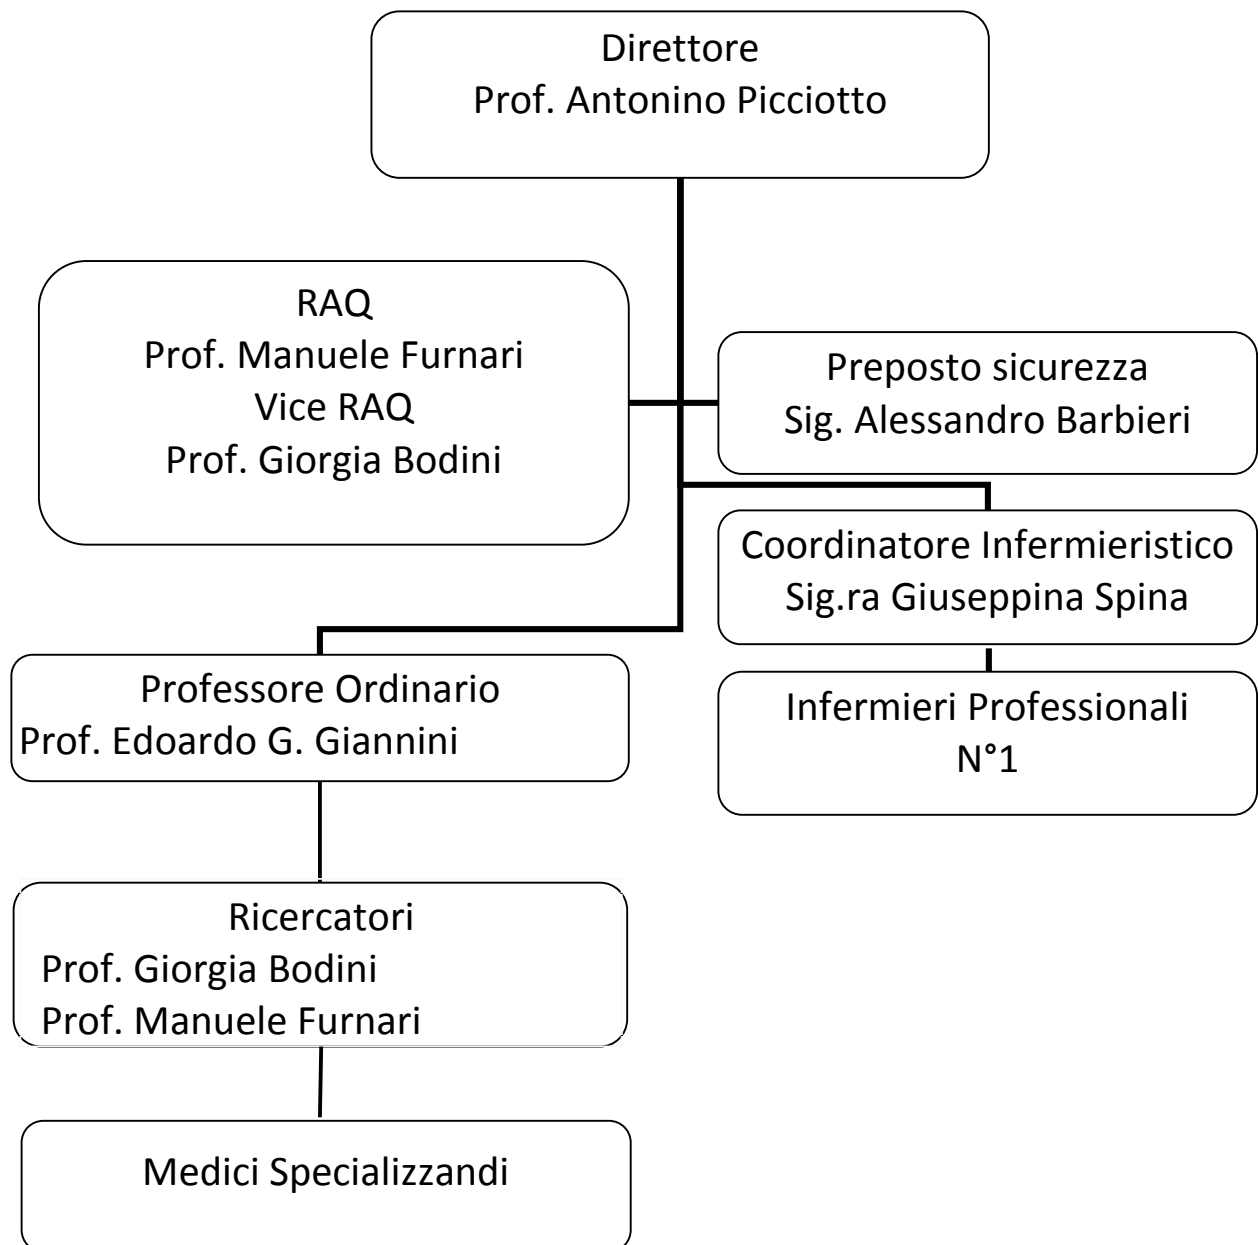 Direttore
Prof. Antonino Picciotto
RAQ
Prof. Manuele Furnari
Vice RAQ
Prof. Giorgia Bodini
Preposto sicurezza
Sig. Alessandro Barbieri
Coordinatore Infermieristico
Sig.ra Giuseppina Spina
Professore Ordinario
Prof. Edoardo G. Giannini
Infermieri Professionali
N°1
Ricercatori
Prof. Giorgia Bodini
Prof. Manuele Furnari
Medici Specializzandi